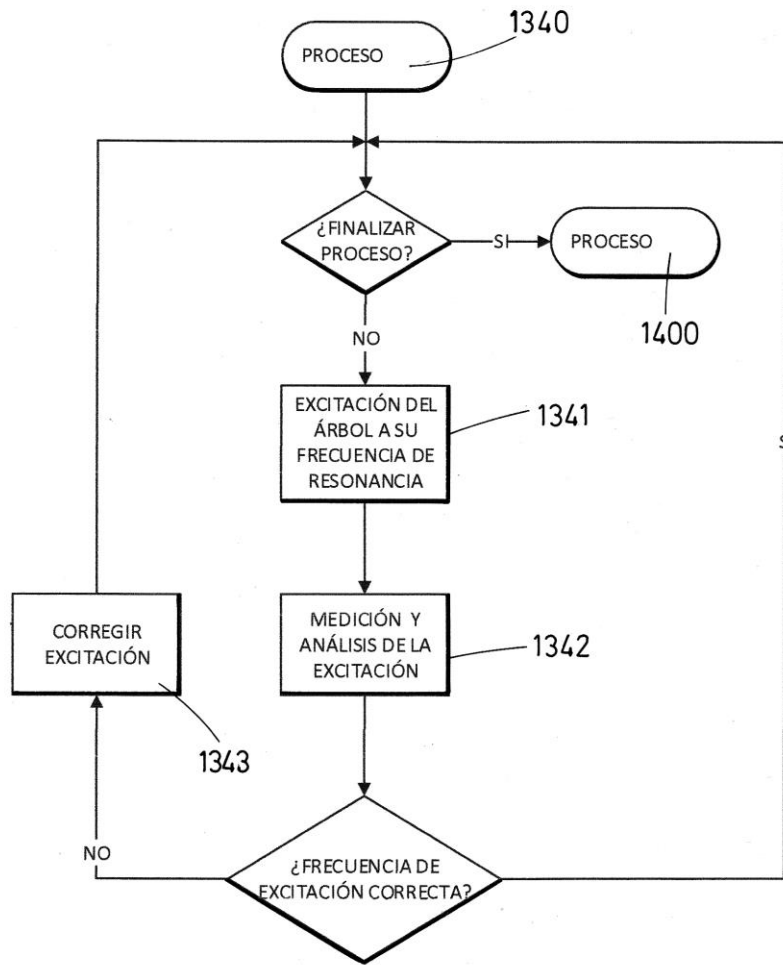 1340
PROCESO
¿FINALIZAR
PROCESO?
SI
PROCESO
1400
NO
EXCITACIÓN DEL
ÁRBOL A SU
FRECUENCIA DE
RESONANCIA
1341
CORREGIR
EXCITACIÓN
1343
MEDICIÓN Y
ANÁLISIS DE LA
EXCITACIÓN
1342
NO
¿FRECUENCIA DE
EXCITACIÓN CORRECTA?